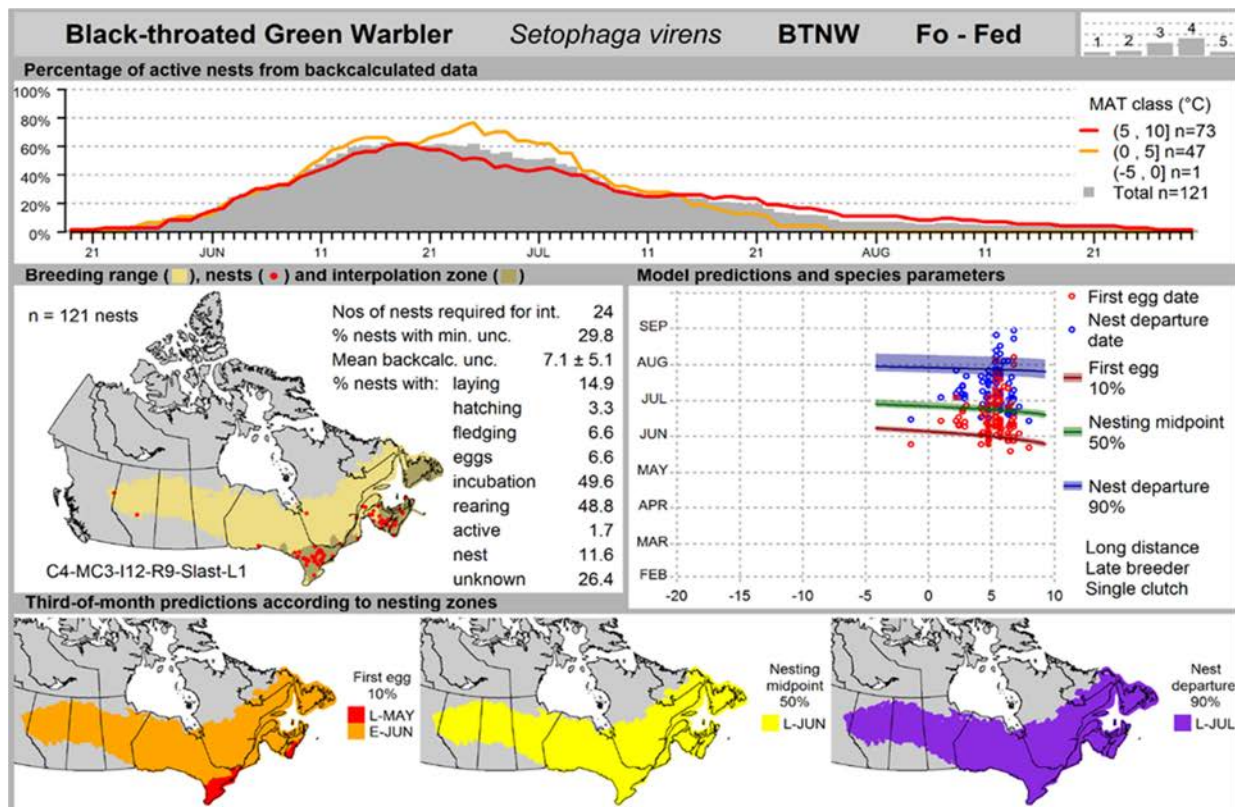 Black-throated Green Warbler Setophaga virens BTNW Fo - Fed
1 2 3 4 5
Percentage of active nests from backcalculated data
100%
80%
60%
40%
20%
0%
MAT class (°C)
(5 , 10] n=73
(0 , 5] n=47
(-5 , 0] n=1
Total n=121
21 JUN 11 21 JUL 11 21 AUG 11 21
Breeding range ( ), nests ( ) and interpolation zone ( )
n = 121 nests
Nos of nests required for int. 24
% nests with min. unc. 29.8
Mean backcalc. unc. 7.1 ± 5.1
% nests with: laying 14.9
hatching 3.3
fledging 6.6
eggs 6.6
incubation 49.6
rearing 48.8
active 1.7
nest 11.6
unknown 26.4
C4-MC3-I12-R9-Slast-L1
Model predictions and species parameters
SEP
AUG
JUL
JUN
MAY
APR
MAR
FEB
-20 -15 -10 -5 0 5 10
First egg date
Nest departure
date
First egg
10%
Nesting midpoint
50%
Nest departure
90%
Long distance
Late breeder
Single clutch
Third-of-month predictions according to nesting zones
First egg
10%
L-MAY
E-JUN
Nesting
midpoint
50%
L-JUN
Nest
departure
90%
L-JUL